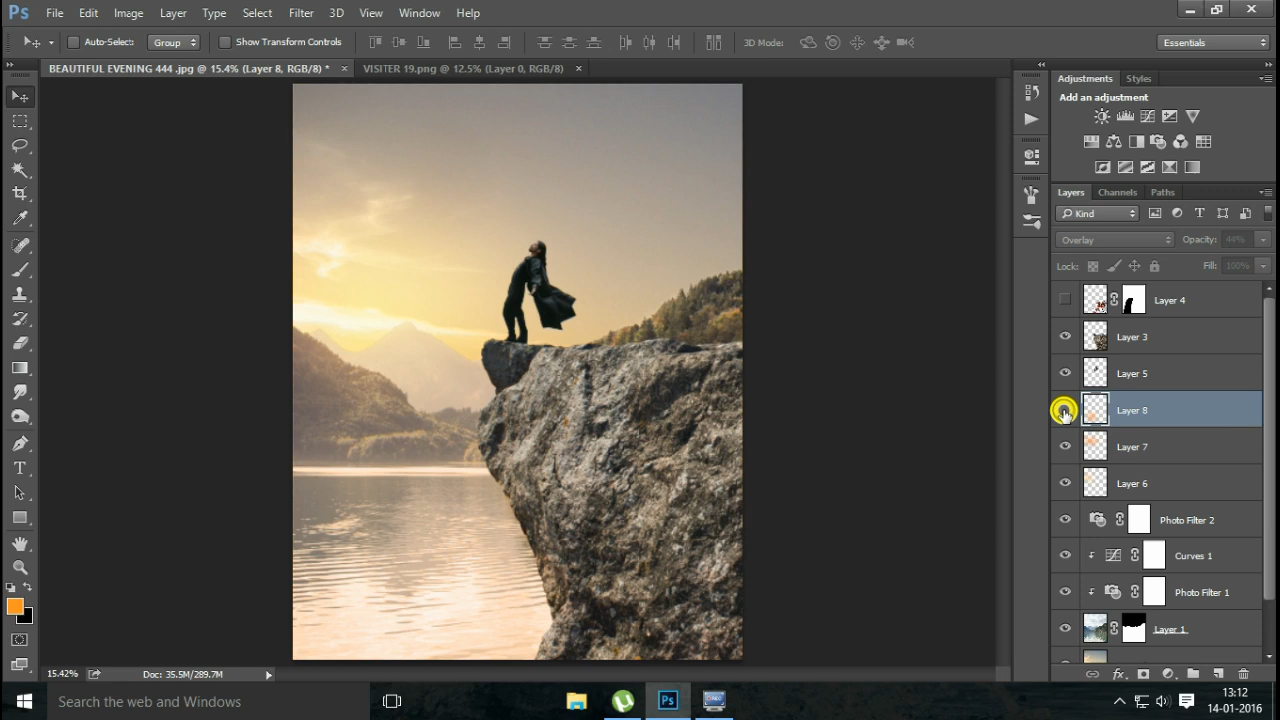 Ps File Edit Image Layer Type Select Filter 3D View Window Help
Auto-Select: Group Show Transform Controls 3D Mode: Essentials
BEAUTIFUL EVENING 444 .jpg @ 15.4% (Layer 8, RGB/8) * × VISITER 19.png @ 12.5% (Layer 0, RGB/8) ×
Adjustments Styles
Add an adjustment
Layers Channels Paths
Kind
Overlay Opacity: 44%
Lock: Fill: 100%
Layer 4
Layer 3
Layer 5
Layer 8
Layer 7
Layer 6
Photo Filter 2
Curves 1
Photo Filter 1
Layer 1
15.42% Doc: 35.5M/289.7M
Search the web and Windows
Ps
13:12
14-01-2016